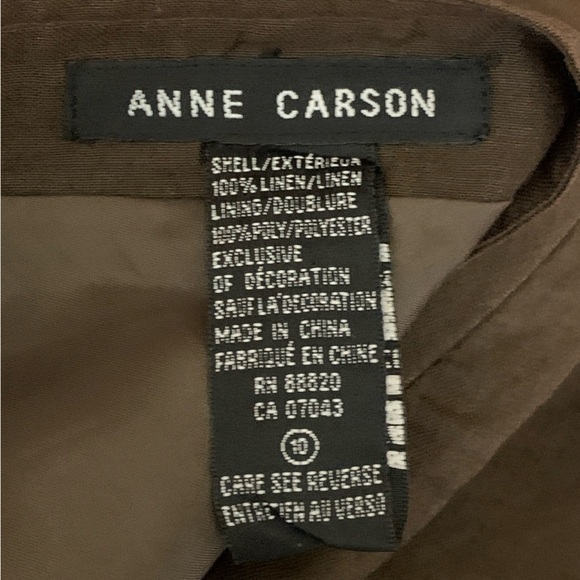 ANNE CARSON
SHELL/EXTÉRIEUR
100% LINEN/LINEN
LINING/DOUBLURE
100%POLY/POLYESTER
EXCLUSIVE
OF DÉCORATION
SAUF LA DECORATION
MADE IN CHINA
FABRIQUÉ EN CHINE
RN 88820
CA 07043
10
CARE SEE REVERSE
ENTRETIEN AU VERSO